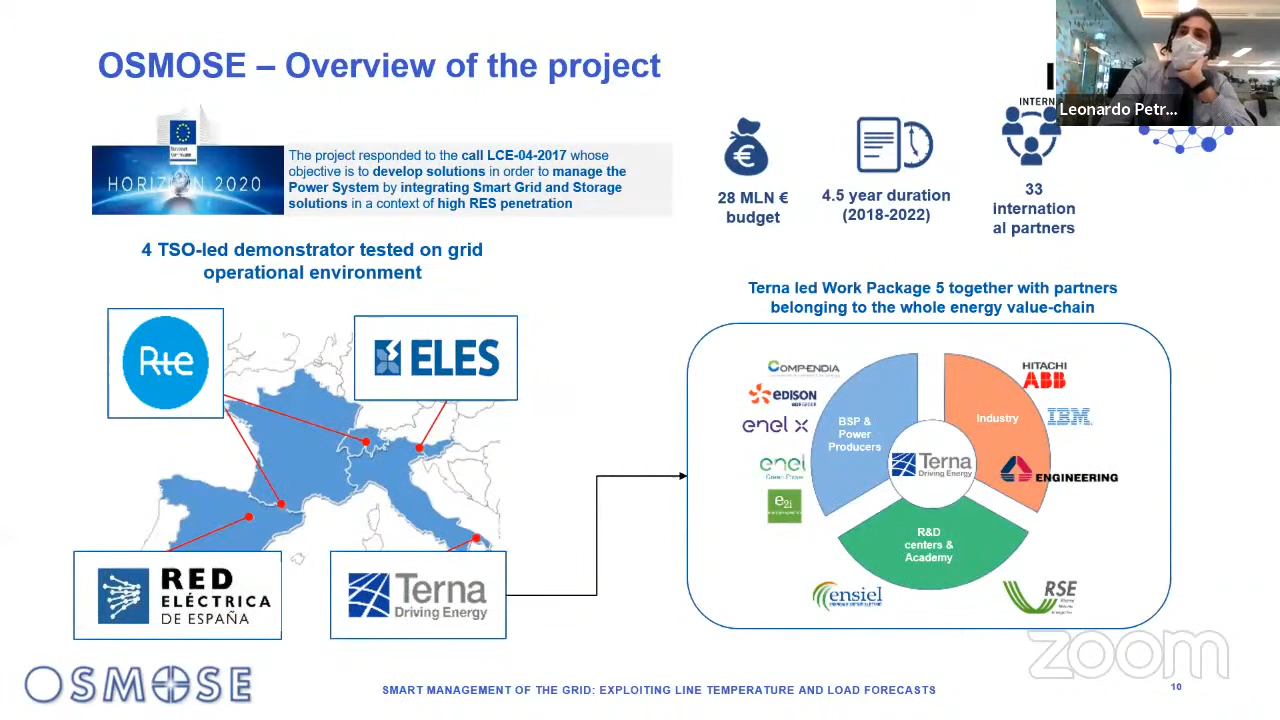 OSMOSE – Overview of the project
INTERN
Leonardo Petr...
European
Commission
HORIZON 2020
The project responded to the call LCE-04-2017 whose
objective is to develop solutions in order to manage the
Power System by integrating Smart Grid and Storage
solutions in a context of high RES penetration
28 MLN €
budget
4.5 year duration
(2018-2022)
33
internation
al partners
4 TSO-led demonstrator tested on grid
operational environment
Terna led Work Package 5 together with partners
belonging to the whole energy value-chain
Rte
ELES
RED
ELÉCTRICA
DE ESPAÑA
Terna
Driving Energy
COMPENDIA
EDISON
enel x
enel
Green Power
e2i
BSP &
Power
Producers
Industry
Terna
Driving Energy
R&D
centers &
Academy
HITACHI
ABB
IBM
ENGINEERING
ensiel
RSE
zoom
OSMOSE
SMART MANAGEMENT OF THE GRID: EXPLOITING LINE TEMPERATURE AND LOAD FORECASTS
10